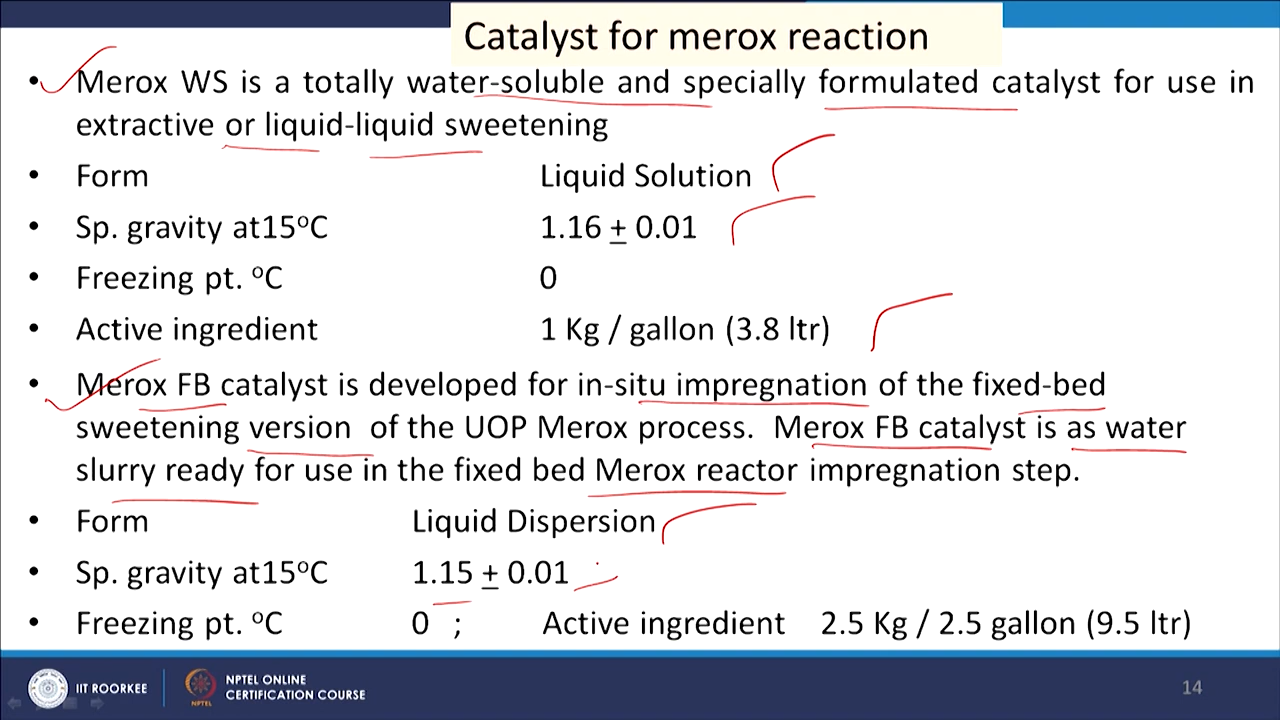 Catalyst for merox reaction
• Merox WS is a totally water-soluble and specially formulated catalyst for use in
extractive or liquid-liquid sweetening
• Form Liquid Solution
• Sp. gravity at15°C 1.16 ± 0.01
• Freezing pt. °C 0
• Active ingredient 1 Kg / gallon (3.8 ltr)
• Merox FB catalyst is developed for in-situ impregnation of the fixed-bed
sweetening version of the UOP Merox process. Merox FB catalyst is as water
slurry ready for use in the fixed bed Merox reactor impregnation step.
• Form Liquid Dispersion
• Sp. gravity at15°C 1.15 ± 0.01
• Freezing pt. °C 0 ; Active ingredient 2.5 Kg / 2.5 gallon (9.5 ltr)
IIT ROORKEE
NPTEL
NPTEL ONLINE
CERTIFICATION COURSE
14